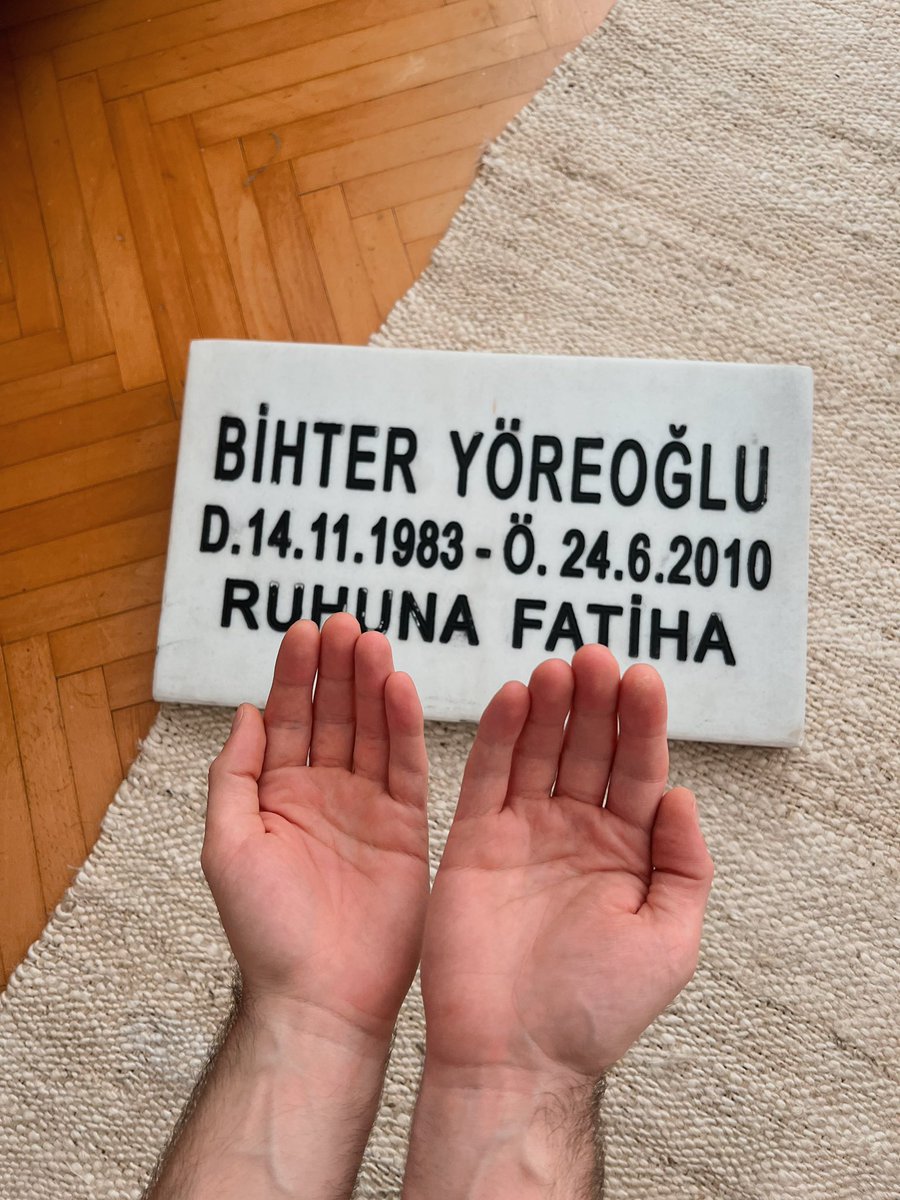 BİHTER YÖREOĞLU
D.14.11.1983 - Ö. 24.6.2010
RUHUNA FATİHA